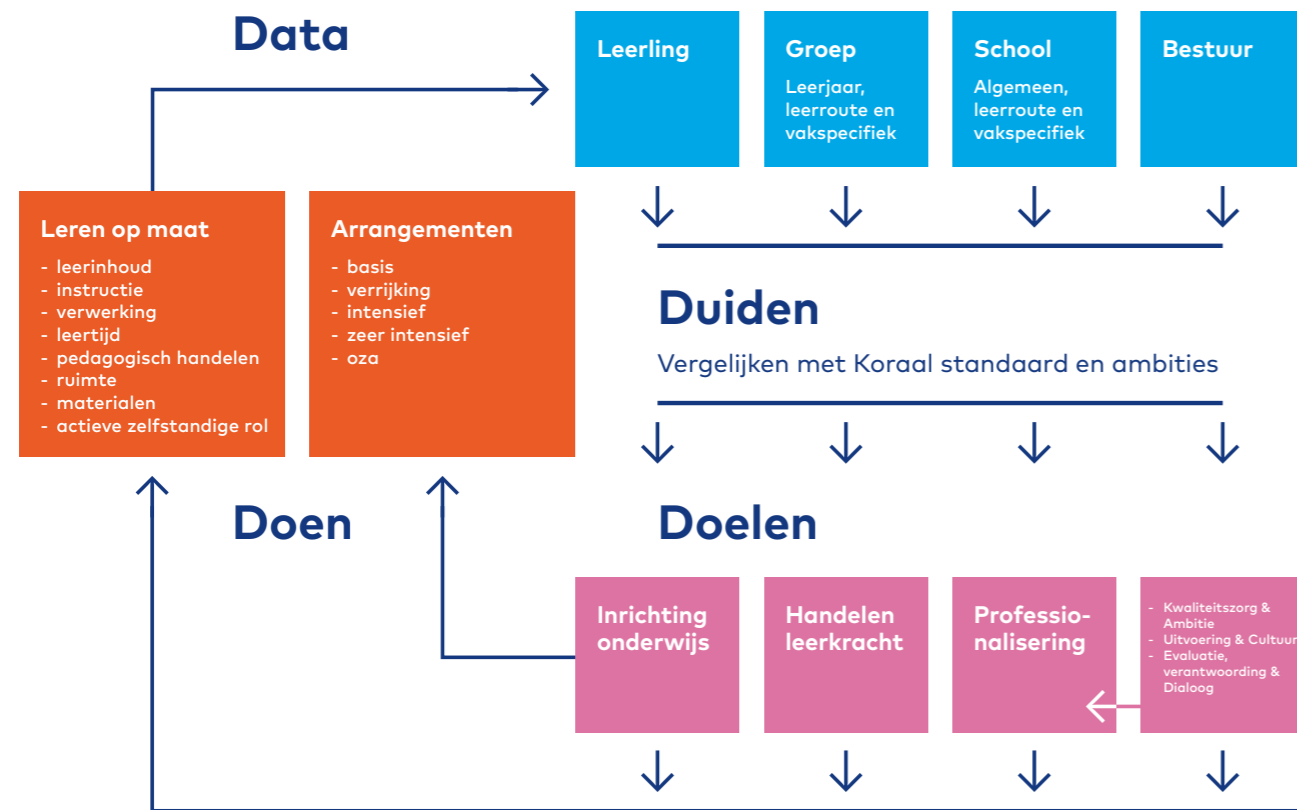 Data
Leerling
Groep
Leerjaar,
leerroute en
vakspecifiek
School
Algemeen,
leerroute en
vakspecifiek
Bestuur
Leren op maat
- leerinhoud
- instructie
- verwerking
- leertijd
- pedagogisch handelen
- ruimte
- materialen
- actieve zelfstandige rol
Arrangementen
- basis
- verrijking
- intensief
- zeer intensief
- oza
Duiden
Vergelijken met Koraal standaard en ambities
Doen
Doelen
Inrichting
onderwijs
Handelen
leerkracht
Professio-
nalisering
- Kwaliteitszorg &
Ambitie
- Uitvoering & Cultuur
- Evaluatie,
verantwoording &
Dialoog